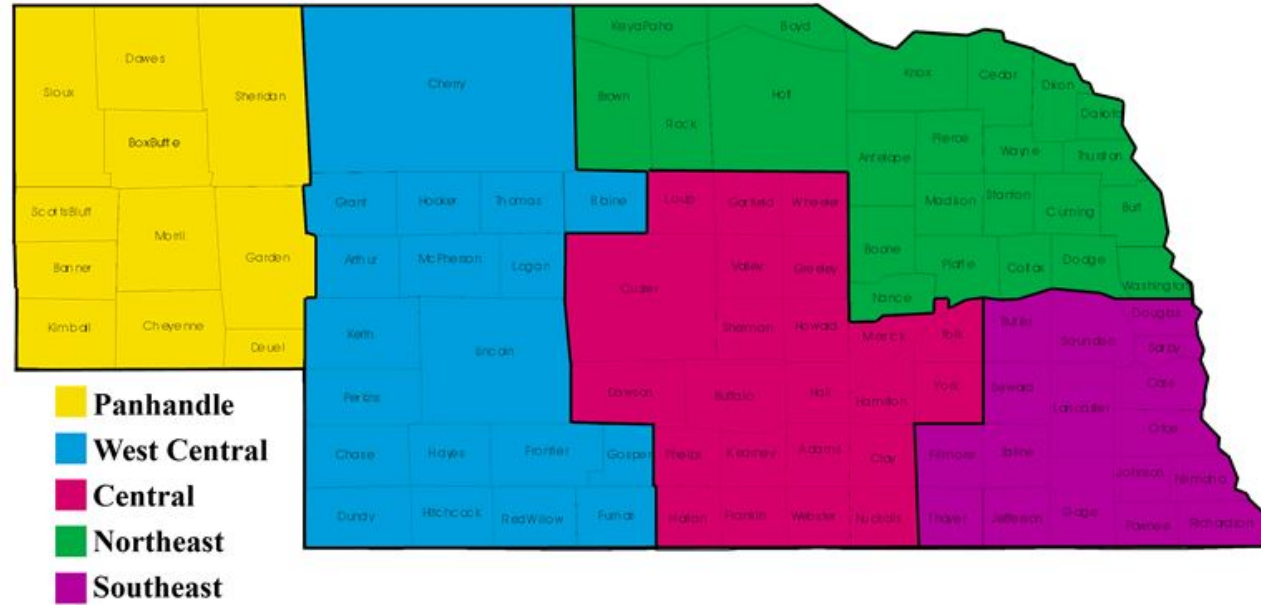 KeyaPaha
Boyd
Dawes
Knox
Cedar
Cherry
Dixon
Sioux
Sheridan
Brown
Holt
Dakota
Rock
BoxButte
Pierce
Antelope
Wayne
Thurston
Grant
Hooker
Thomas
Blaine
Loup
Garfield
Wheeler
Madison
Stanton
Cuming
Burt
ScottsBluff
Morrill
Boone
Garden
Arthur
McPherson
Logan
Banner
Valley
Greeley
Platte
Colfax
Dodge
Custer
Washington
Nance
Kimball
Cheyenne
Keith
Sherman
Howard
Merrick
Polk
Butler
Saunders
Douglas
Sarpy
Deuel
Lincoln
Perkins
Dawson
Buffalo
Hall
Hamilton
York
Seward
Lancaster
Cass
Otoe
Chase
Hayes
Frontier
Gosper
Phelps
Kearney
Adams
Clay
Fillmore
Saline
Johnson
Nemaha
Dundy
Hitchcock
RedWillow
Furnas
Harlan
Franklin
Webster
Nuckolls
Thayer
Jefferson
Gage
Pawnee
Richardson
Panhandle
West Central
Central
Northeast
Southeast